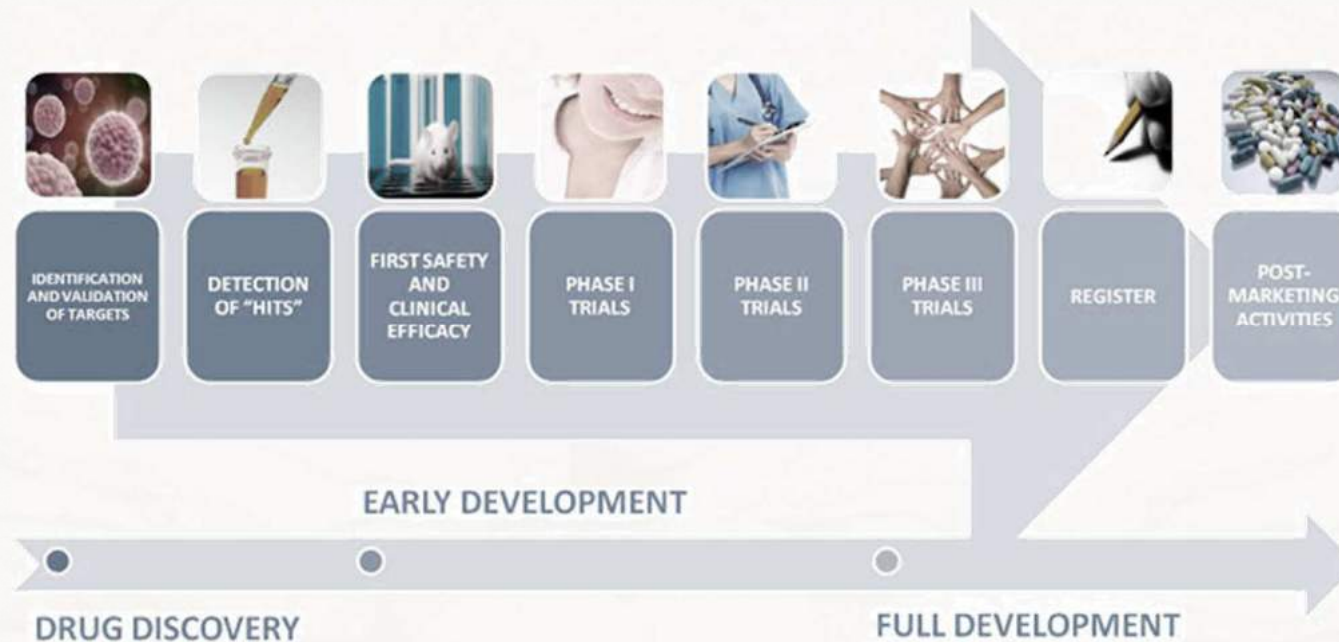 IDENTIFICATION
AND VALIDATION
OF TARGETS
DETECTION
OF "HITS"
FIRST SAFETY
AND
CLINICAL
EFFICACY
PHASE I
TRIALS
PHASE II
TRIALS
PHASE III
TRIALS
REGISTER
POST-
MARKETING
ACTIVITIES
EARLY DEVELOPMENT
DRUG DISCOVERY
FULL DEVELOPMENT